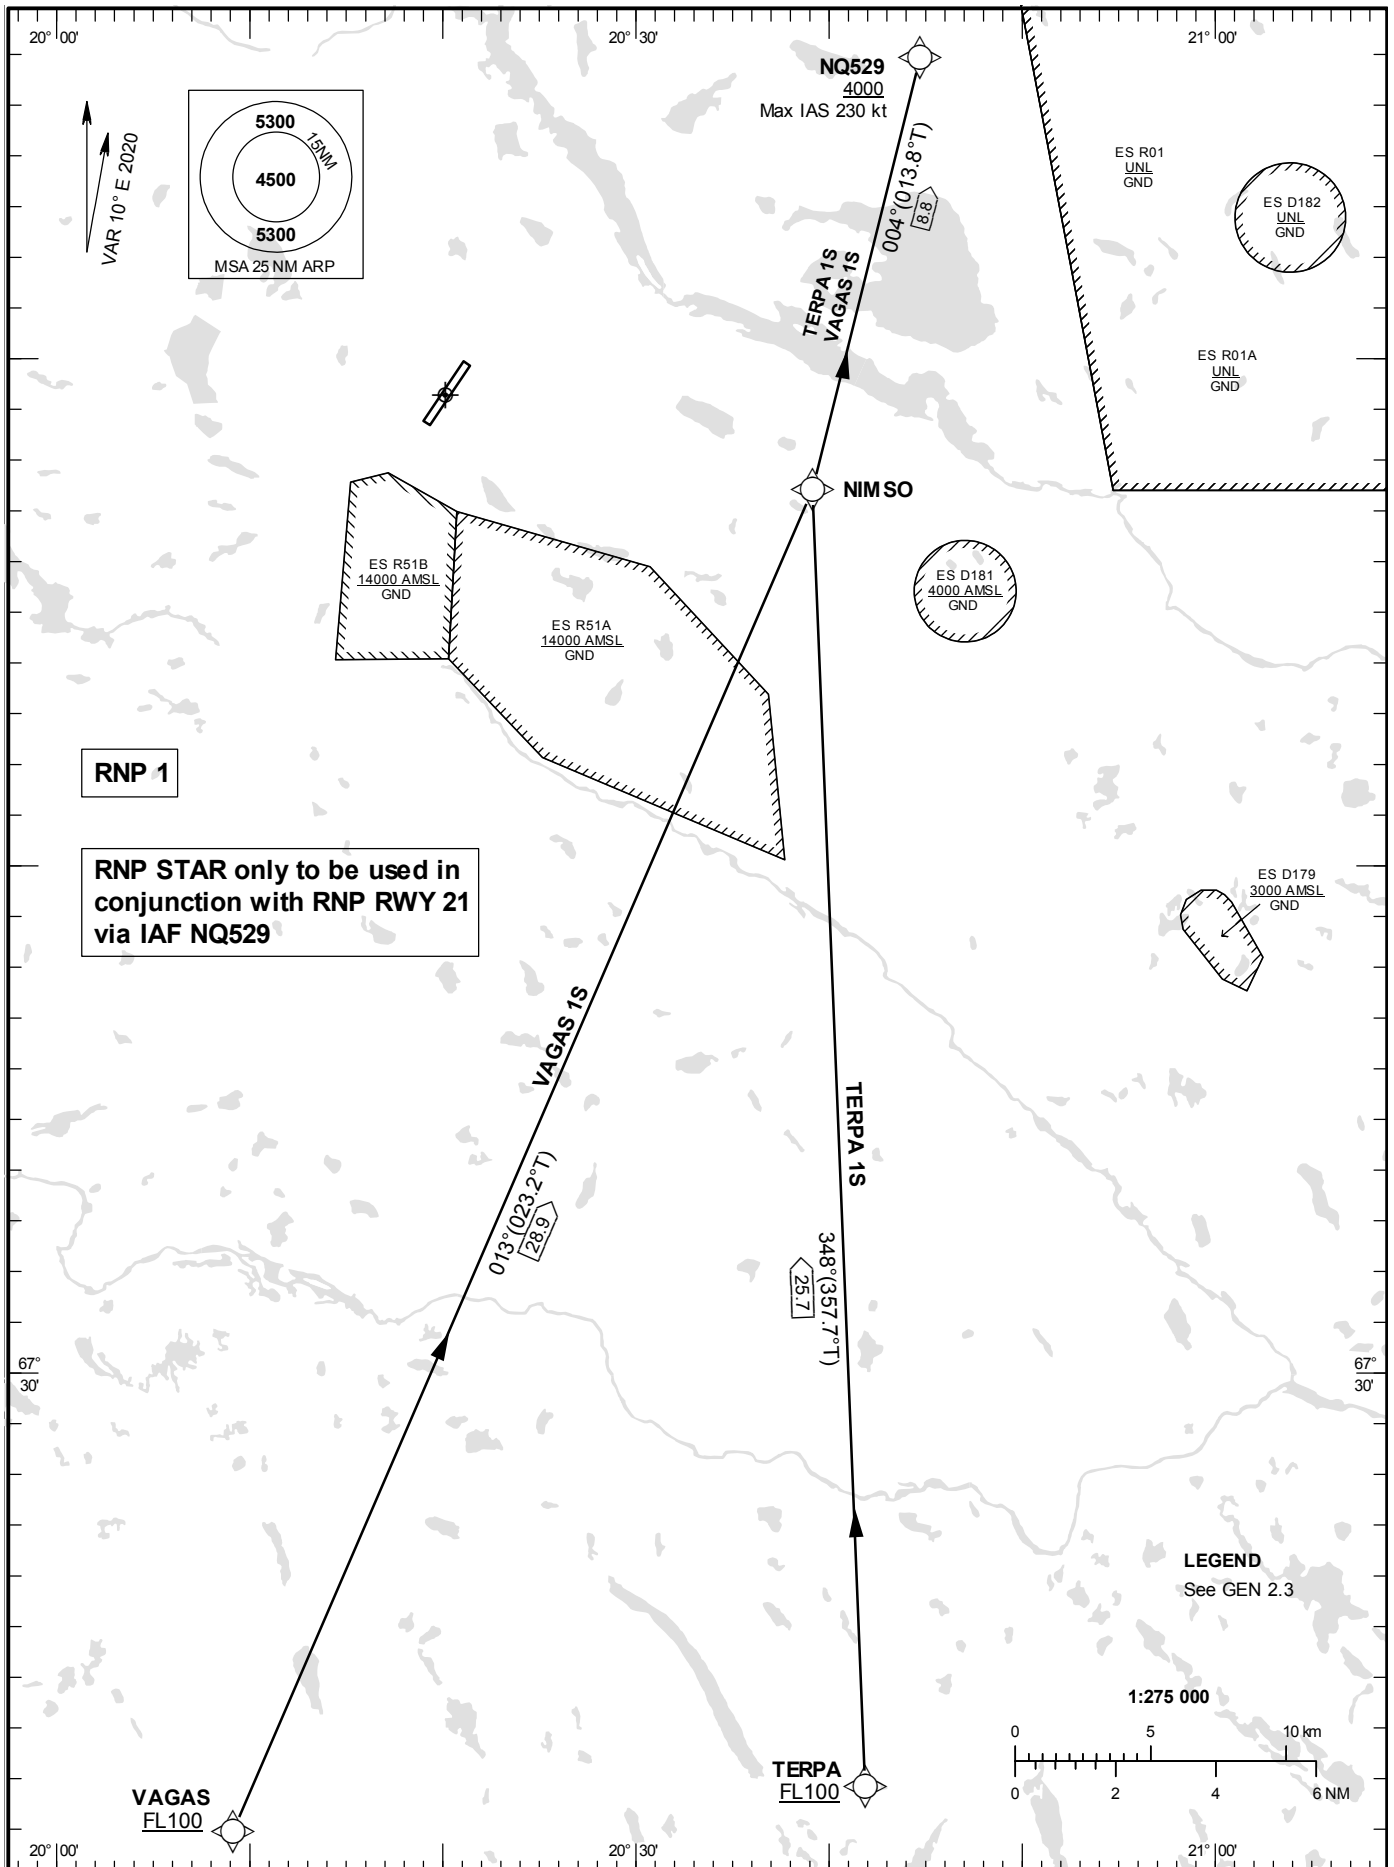 20° 00'
20° 30'
21° 00'
NQ529
4000
Max IAS 230 kt
VAR 10° E 2020
5300
15NM
4500
5300
MSA 25 NM ARP
004°(013.8°T)
8.8
ES R01
UNL
GND
ES D182
UNL
GND
TERPA 1S
VAGAS 1S
ES R01A
UNL
GND
NIMSO
ES R51B
14000 AMSL
GND
ES R51A
14000 AMSL
GND
ES D181
4000 AMSL
GND
RNP 1
RNP STAR only to be used in
conjunction with RNP RWY 21
via IAF NQ529
ES D179
3000 AMSL
GND
VAGAS 1S
TERPA 1S
013°(023.2°T)
28.9
348°(357.7°T)
25.7
67°
30'
67°
30'
LEGEND
See GEN 2.3
1:275 000
0
5
10 km
0
2
4
6 NM
TERPA
FL100
VAGAS
FL100
20° 00'
20° 30'
21° 00'